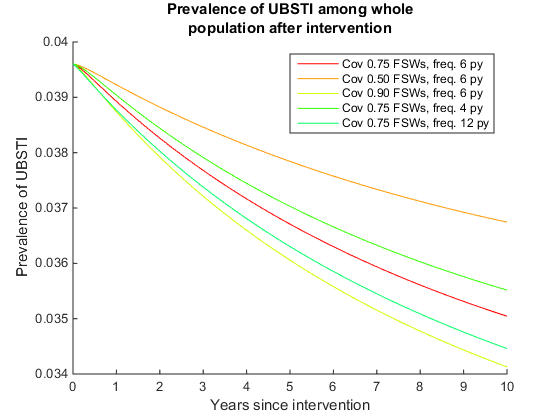 Prevalence of UBSTI among whole
population after intervention
0.04
0.039
0.038
0.037
0.036
0.035
0.034
Prevalence of UBSTI
Cov 0.75 FSWs, freq. 6 py
Cov 0.50 FSWs, freq. 6 py
Cov 0.90 FSWs, freq. 6 py
Cov 0.75 FSWs, freq. 4 py
Cov 0.75 FSWs, freq. 12 py
0 1 2 3 4 5 6 7 8 9 10
Years since intervention